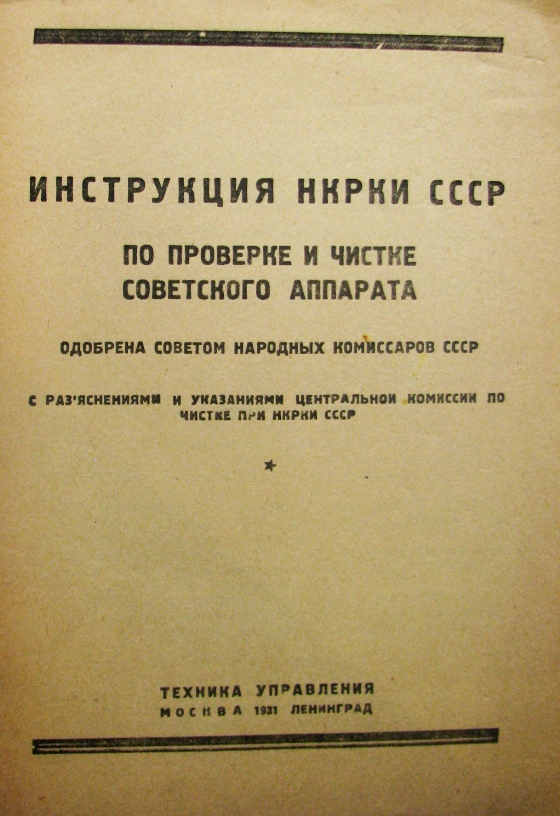 ИНСТРУКЦИЯ НКРКИ СССР
ПО ПРОВЕРКЕ И ЧИСТКЕ
СОВЕТСКОГО АППАРАТА
ОДОБРЕНА СОВЕТОМ НАРОДНЫХ КОМИССАРОВ СССР
С РАЗ'ЯСНЕНИЯМИ И УКАЗАНИЯМИ ЦЕНТРАЛЬНОЙ КОМИССИИ ПО
ЧИСТКЕ ПРИ НКРКИ СССР
ТЕХНИКА УПРАВЛЕНИЯ
МОСКВА 1931 ЛЕНИНГРАД